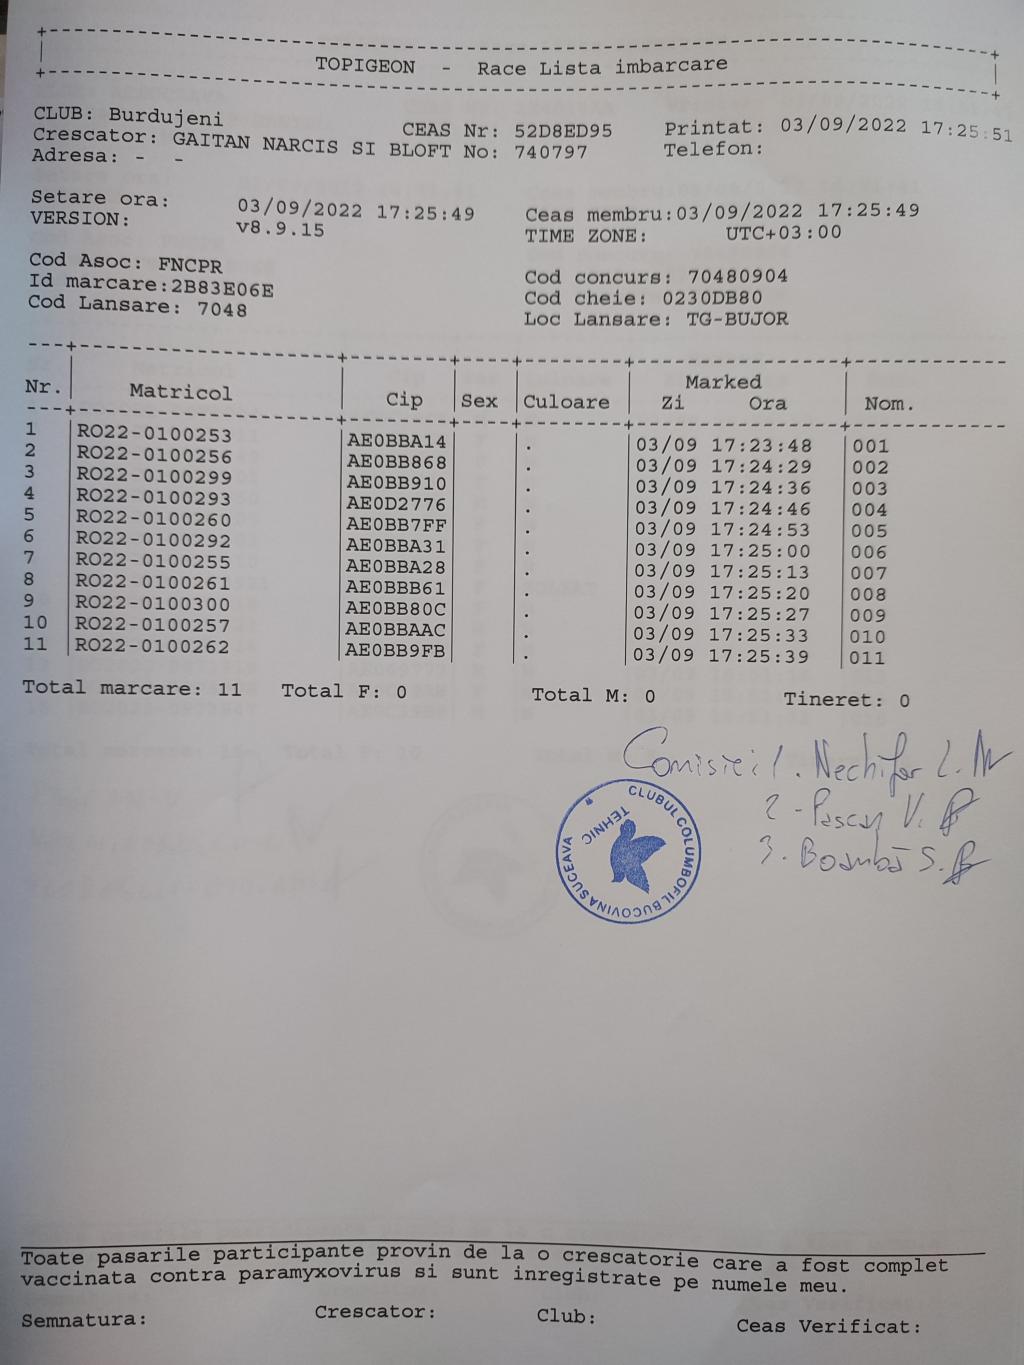 TOPIGEON - Race Lista imbarcare
CLUB: Burdujeni CEAS Nr: 52D8ED95 Printat: 03/09/2022 17:25:51
Crescator: GAITAN NARCIS SI BLOFT No: 740797 Telefon:
Adresa: - -
Setare ora: 03/09/2022 17:25:49 Ceas membru:03/09/2022 17:25:49
VERSION: v8.9.15 TIME ZONE: UTC+03:00
Cod Asoc: FNCPR Cod concurs: 70480904
Id marcare:2B83E06E Cod cheie: 0230DB80
Cod Lansare: 7048 Loc Lansare: TG-BUJOR
Marked
Nr. Matricol Cip Sex Culoare Zi Ora Nom.
1 RO22-0100253 AE0BBA14 . 03/09 17:23:48 001
2 RO22-0100256 AE0BB868 . 03/09 17:24:29 002
3 RO22-0100299 AE0BB910 . 03/09 17:24:36 003
4 RO22-0100293 AE0D2776 . 03/09 17:24:46 004
5 RO22-0100260 AE0BB7FF . 03/09 17:24:53 005
6 RO22-0100292 AE0BBA31 . 03/09 17:25:00 006
7 RO22-0100255 AE0BBA28 . 03/09 17:25:13 007
8 RO22-0100261 AE0BBB61 . 03/09 17:25:20 008
9 RO22-0100300 AE0BB80C . 03/09 17:25:27 009
10 RO22-0100257 AE0BBAAC . 03/09 17:25:33 010
11 RO22-0100262 AE0BB9FB . 03/09 17:25:39 011
Total marcare: 11 Total F: 0 Total M: 0 Tineret: 0
Comisiei 1. Nechifor L.
2 - Pascar V.
3. Boambă S.
CLUBUL COLUMBOFIL BUCOVINA SUCEAVA
TEHNIC
Toate pasarile participante provin de la o crescatorie care a fost complet
vaccinata contra paramyxovirus si sunt inregistrate pe numele meu.
Semnatura: Crescator: Club: Ceas Verificat: